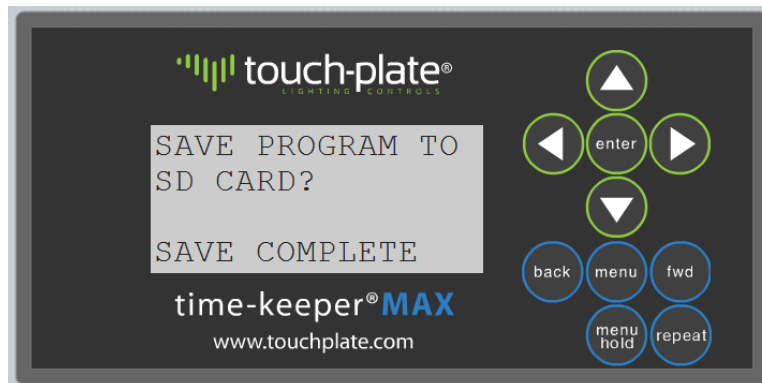 touch-plate®
LIGHTING CONTROLS
SAVE PROGRAM TO
SD CARD?
SAVE COMPLETE
time-keeper®MAX
www.touchplate.com
enter
back
menu
fwd
menu
hold
repeat